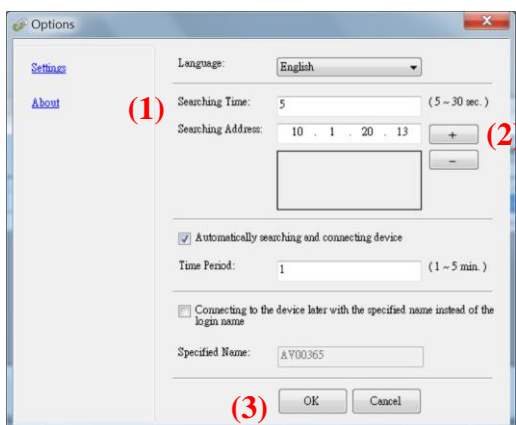 Options
Settings
About
Language:
English
(1)
Searching Time:
5
(5 ~ 30 sec.)
Searching Address:
10 . 1 . 20 . 13
+
(2
−
Automatically searching and connecting device
Time Period:
1
(1 ~ 5 min.)
Connecting to the device later with the specified name instead of the
login name
Specified Name:
AV00365
(3)
OK
Cancel